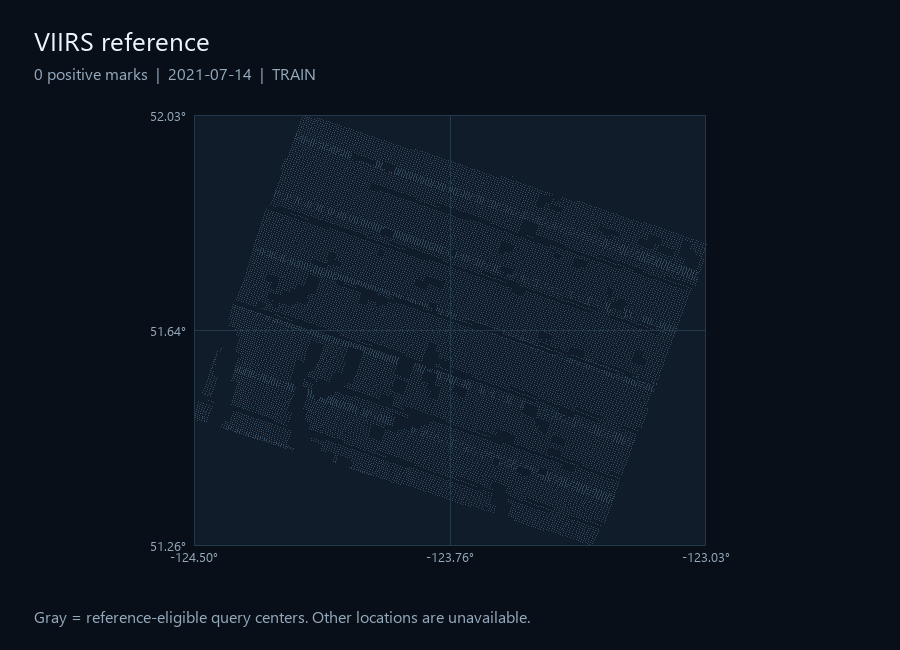 VIIRS reference
0 positive marks | 2021-07-14 | TRAIN
52.03°
51.64°
51.26°
-124.50° -123.76° -123.03°
Gray = reference-eligible query centers. Other locations are unavailable.